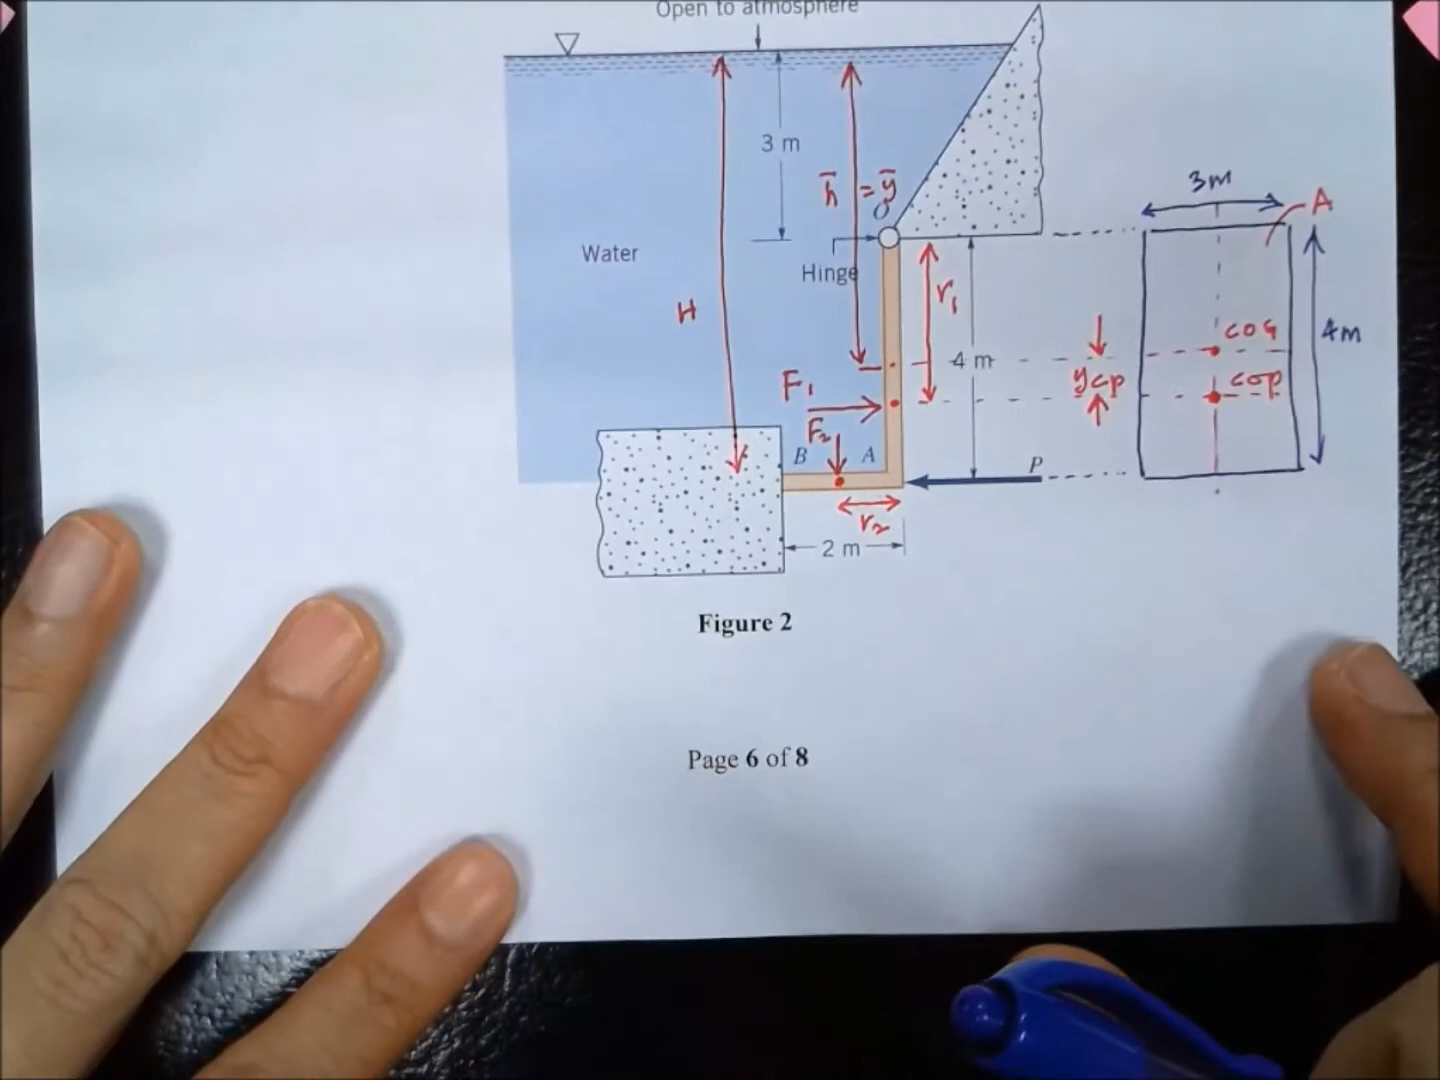 Open to atmosphere
3 m
h̄ = ȳ
O
3m
A
Water
Hinge
H
r₁
4 m
COG
4m
F₁
ycp
COP
F₂
B
A
P
r₂
2 m
Figure 2
Page 6 of 8